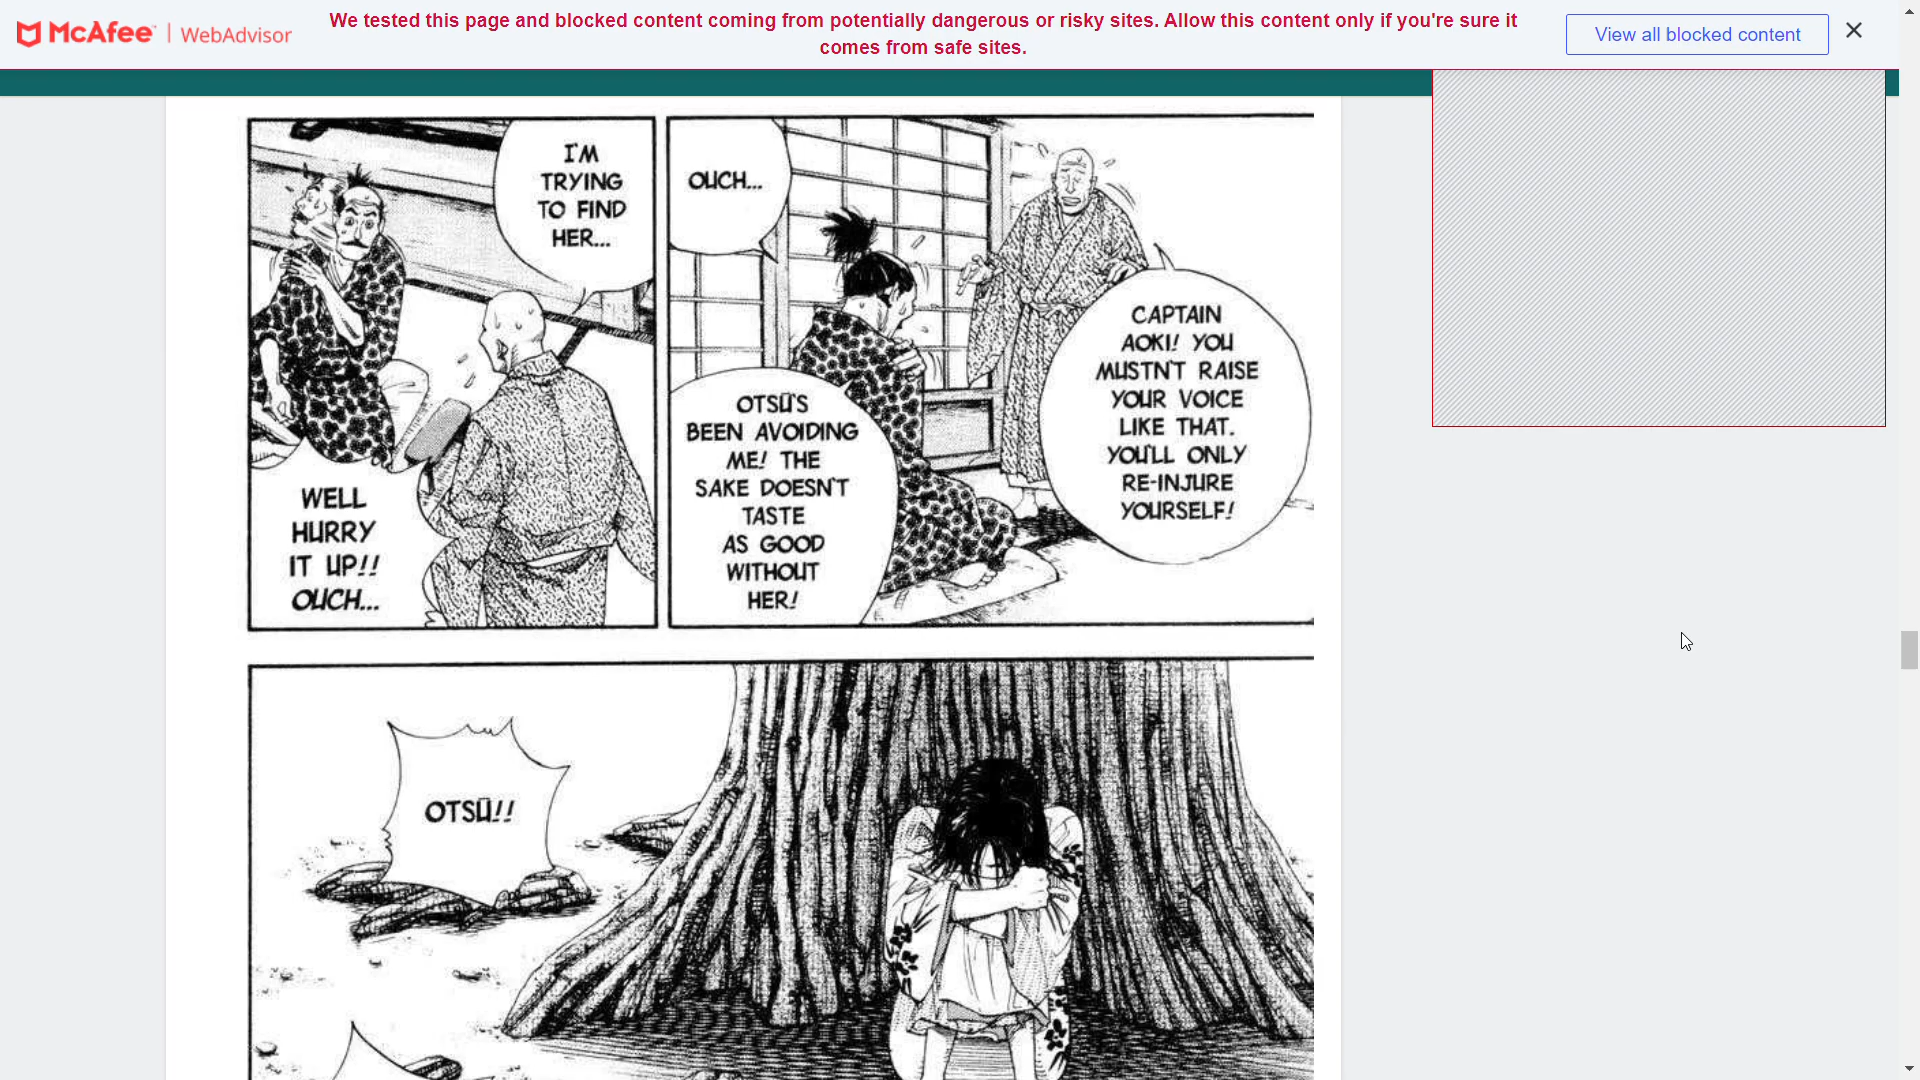 McAfee | WebAdvisor
We tested this page and blocked content coming from potentially dangerous or risky sites. Allow this content only if you're sure it
comes from safe sites.
View all blocked content
OUCH...
CAPTAIN
AOKI! YOU
MUSTN'T RAISE
YOUR VOICE
LIKE THAT.
YOU'LL ONLY
RE-INJURE
YOURSELF!
OTSŪ'S
BEEN AVOIDING
ME! THE
SAKE DOESN'T
TASTE
AS GOOD
WITHOUT
HER!
I'M
TRYING
TO FIND
HER...
WELL
HURRY
IT UP!!
OUCH...
OTSŪ!!